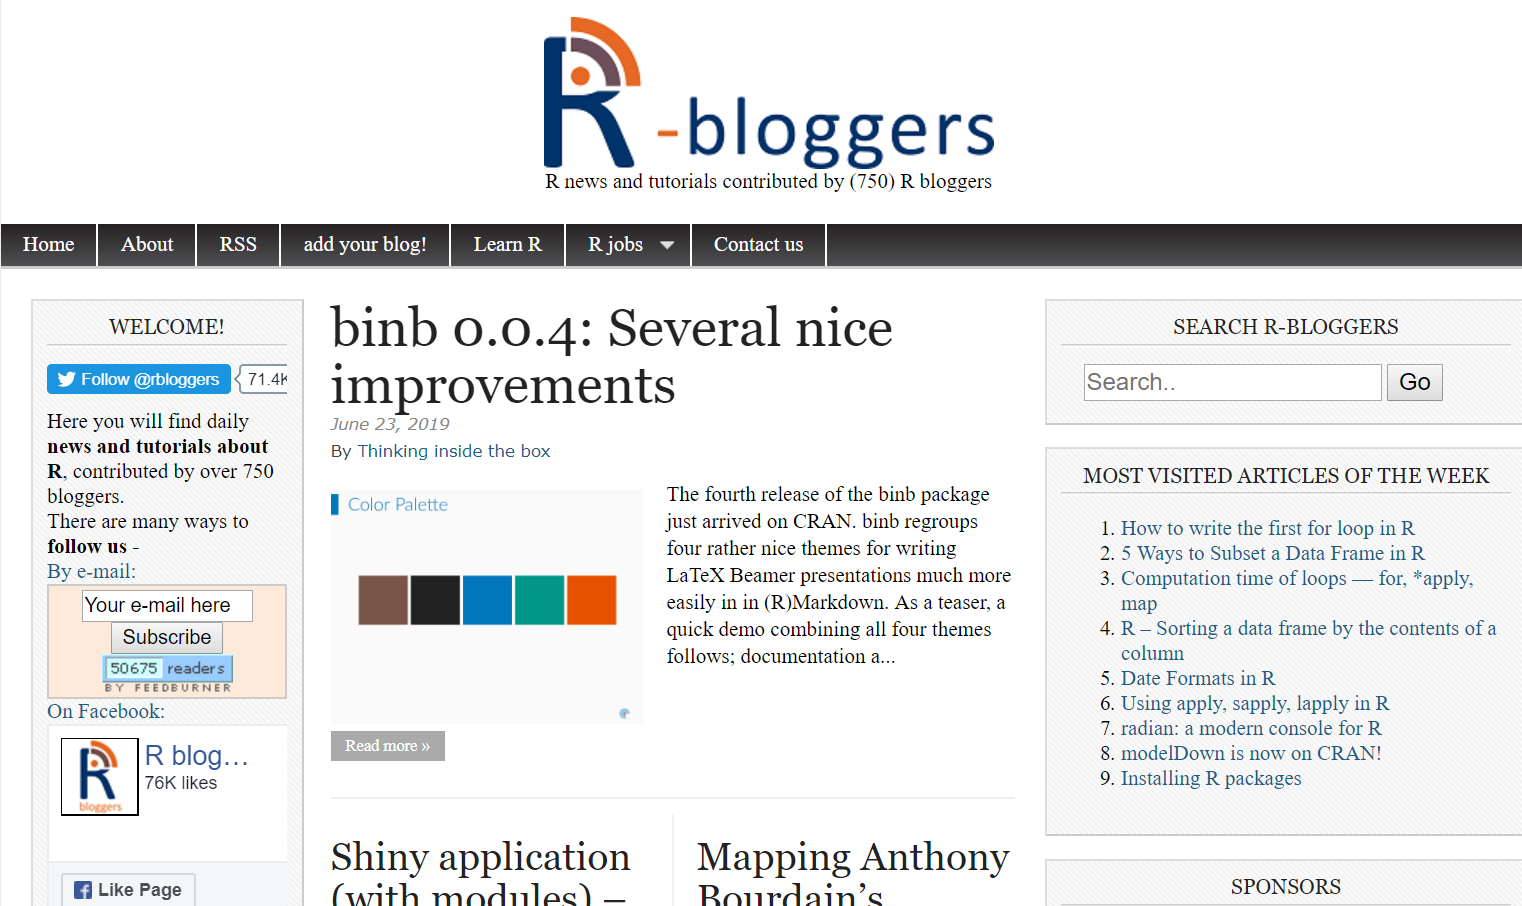 R-bloggers
R news and tutorials contributed by (750) R bloggers
Home
About
RSS
add your blog!
Learn R
R jobs
Contact us
WELCOME!
Follow @rbloggers
71.4K
Here you will find daily
news and tutorials about
R, contributed by over 750
bloggers.
There are many ways to
follow us -
By e-mail:
Your e-mail here
Subscribe
50675 readers
BY FEEDBURNER
On Facebook:
bloggers
R blog…
76K likes
Like Page
binb 0.0.4: Several nice
improvements
June 23, 2019
By Thinking inside the box
Color Palette
The fourth release of the binb package
just arrived on CRAN. binb regroups
four rather nice themes for writing
LaTeX Beamer presentations much more
easily in in (R)Markdown. As a teaser, a
quick demo combining all four themes
follows; documentation a...
Read more »
Shiny application
(with modules) –
Mapping Anthony
Bourdain’s
SEARCH R-BLOGGERS
Search..
Go
MOST VISITED ARTICLES OF THE WEEK
1. How to write the first for loop in R
2. 5 Ways to Subset a Data Frame in R
3. Computation time of loops — for, *apply,
map
4. R – Sorting a data frame by the contents of a
column
5. Date Formats in R
6. Using apply, sapply, lapply in R
7. radian: a modern console for R
8. modelDown is now on CRAN!
9. Installing R packages
SPONSORS